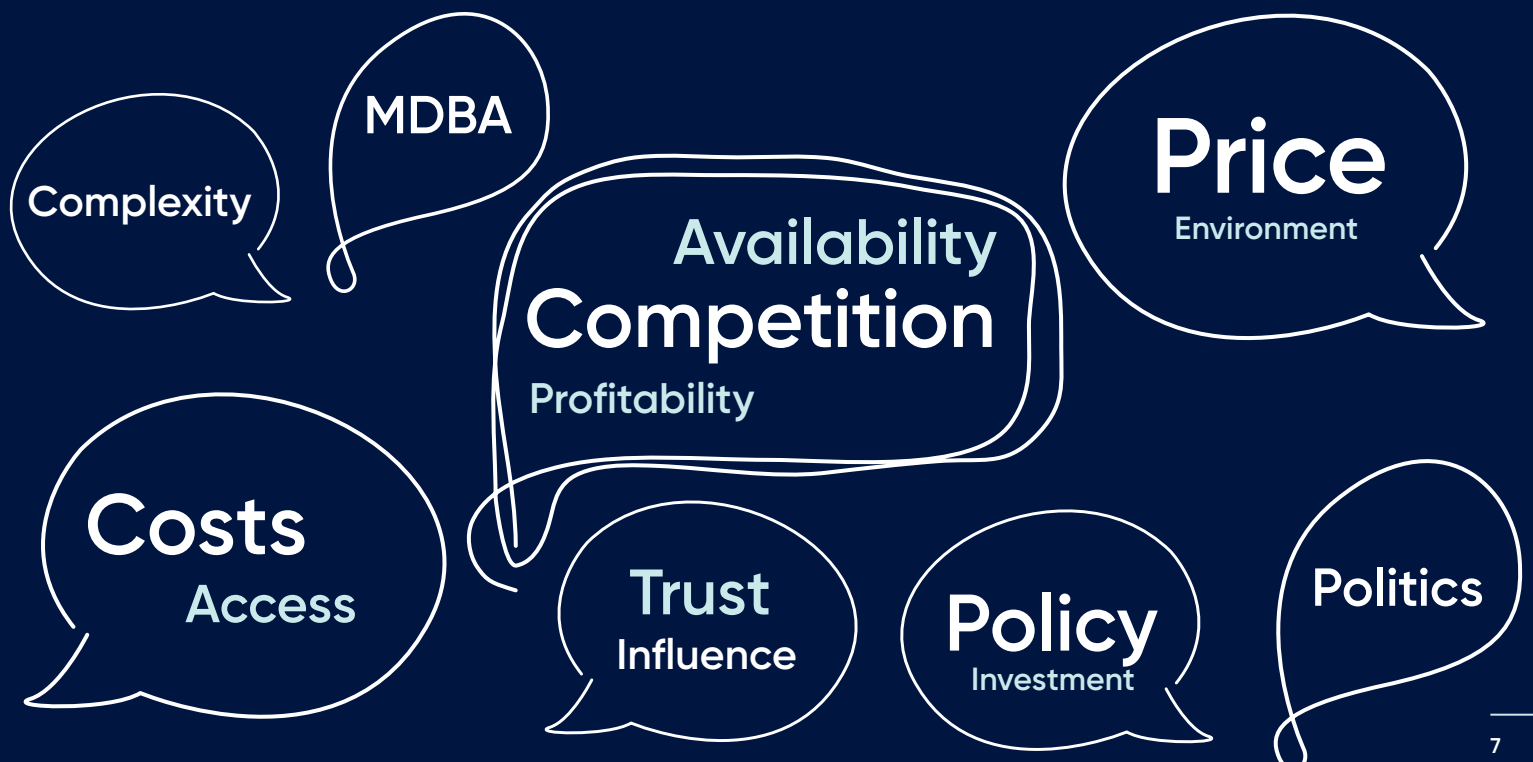 Complexity
MDBA
Availability
Competition
Profitability
Price
Environment
Costs
Access
Trust
Influence
Policy
Investment
Politics
7